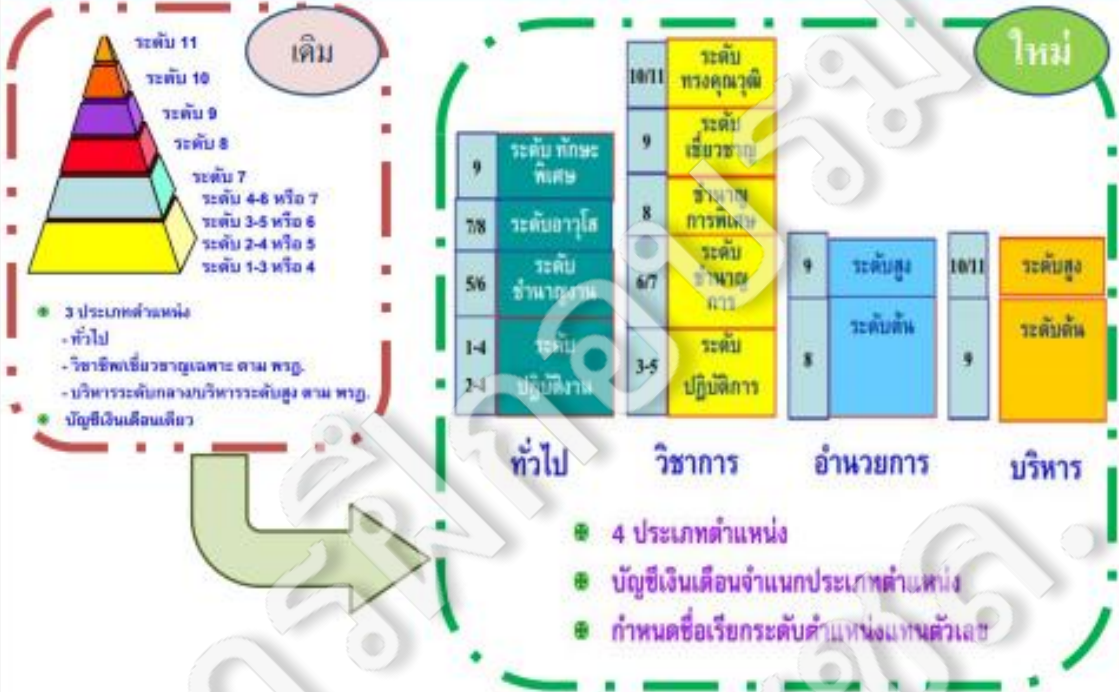 เดิม
ระดับ 11
ระดับ 10
ระดับ 9
ระดับ 8
ระดับ 7
ระดับ 4-6 หรือ 7
ระดับ 3-5 หรือ 6
ระดับ 2-4 หรือ 5
ระดับ 1-3 หรือ 4
3 ประเภทตำแหน่ง
- ทั่วไป
- วิชาชีพ/เชี่ยวชาญเฉพาะ ตาม พรฎ.
- บริหารระดับกลาง/บริหารระดับสูง ตาม พรฎ.
บัญชีเงินเดือนเดียว
ใหม่
9
ระดับ ทักษะ
พิเศษ
7/8
ระดับอาวุโส
5/6
ระดับ
ชำนาญงาน
1-4
ระดับ
2-4
ปฏิบัติงาน
ทั่วไป
10/11
ระดับ
ทรงคุณวุฒิ
9
ระดับ
เชี่ยวชาญ
8
ชำนาญ
การพิเศษ
6/7
ระดับ
ชำนาญ
การ
3-5
ระดับ
ปฏิบัติการ
วิชาการ
9
ระดับสูง
8
ระดับต้น
อำนวยการ
10/11
ระดับสูง
9
ระดับต้น
บริหาร
4 ประเภทตำแหน่ง
บัญชีเงินเดือนจำแนกประเภทตำแหน่ง
กำหนดชื่อเรียกระดับตำแหน่งแทนตัวเลข